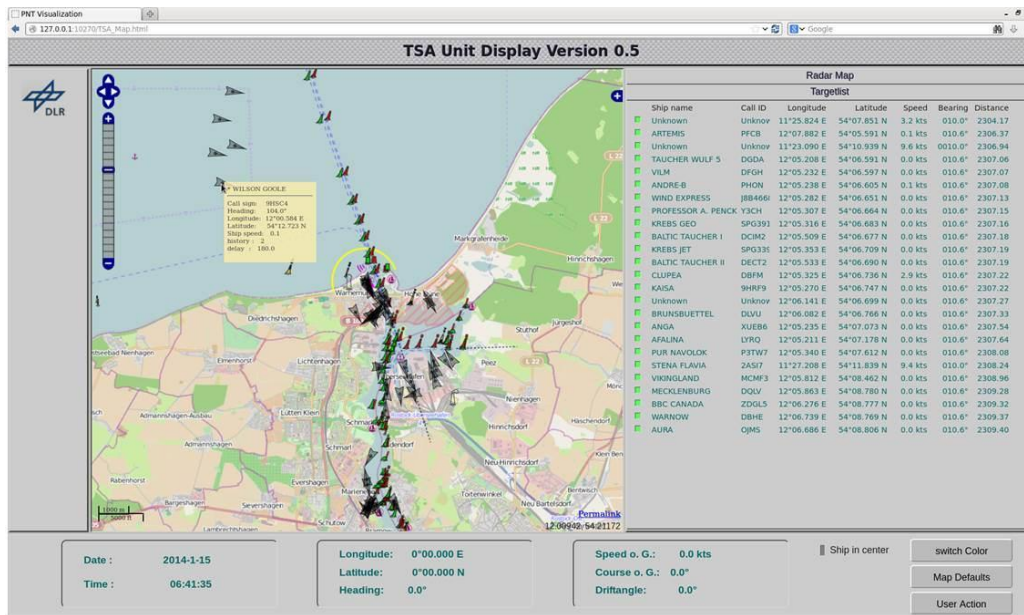 PNT Visualization
127.0.0.1:10270/TSA_Map.html
Google
TSA Unit Display Version 0.5
DLR
WILSON GOOLE
Call sign: 9HSC4
Heading: 104.0°
Longitude: 12°00.584 E
Latitude: 54°12.723 N
Ship speed: 0.1
history : 2
delay : 180.0
Markgrafenheide
Hinrichshagen
L 22
L 22
Diedrichshagen
Stuthof
Jürgeshof
Elmenhorst
Lichtenhagen
Peez
L 22
Admannshagen-Ausbau
Lütten Klein
Nienhagen
Admannshagen
Schmarl
Hinrichsdorf
Häschendorf
Rabenhorst
Evershagen
Neu Hinrichsdorf
Bargeshagen
Sievershagen
Toitenwinkel
Bentwisch
Lambrechtshagen
Schutow
Neu Bartelsdorf
1000 m
5000 ft
Permalink
12.00942, 54.21172
Radar Map
Targetlist
Ship name Call ID Longitude Latitude Speed Bearing Distance
Unknown Unknov 11°25.824 E 54°07.851 N 3.2 kts 010.0° 2304.17
ARTEMIS PFCB 12°07.882 E 54°05.591 N 0.1 kts 010.6° 2306.37
Unknown Unknov 11°23.090 E 54°10.939 N 9.6 kts 0010.0° 2306.94
TAUCHER WULF 5 DGDA 12°05.208 E 54°06.591 N 0.0 kts 010.6° 2307.06
VILM DFGH 12°05.232 E 54°06.597 N 0.0 kts 010.6° 2307.07
ANDRE-B PHON 12°05.238 E 54°06.605 N 0.1 kts 010.6° 2307.08
WIND EXPRESS 12°05.282 E 54°06.651 N 0.0 kts 010.6° 2307.13
PROFESSOR A. PENCK Y3CH 12°05.307 E 54°06.664 N 0.0 kts 010.6° 2307.15
KREBS GEO SPG391 12°05.316 E 54°06.683 N 0.0 kts 010.6° 2307.16
BALTIC TAUCHER I DCIM2 12°05.509 E 54°06.677 N 0.0 kts 010.6° 2307.18
KREBS JET SPG339 12°05.353 E 54°06.709 N 0.0 kts 010.6° 2307.19
BALTIC TAUCHER II DECT2 12°05.533 E 54°06.690 N 0.0 kts 010.6° 2307.19
CLUPEA DBFM 12°05.325 E 54°06.736 N 2.9 kts 010.6° 2307.22
KAISA 9HRF9 12°05.270 E 54°06.747 N 0.0 kts 010.6° 2307.22
Unknown Unknov 12°06.141 E 54°06.699 N 0.0 kts 010.6° 2307.27
BRUNSBUETTEL DLVU 12°06.082 E 54°06.766 N 0.0 kts 010.6° 2307.33
ANGA XUEB6 12°05.235 E 54°07.073 N 0.0 kts 010.6° 2307.54
AFALINA LYRQ 12°05.211 E 54°07.178 N 0.0 kts 010.6° 2307.64
PUR NAVOLOK P3TW7 12°05.340 E 54°07.612 N 0.0 kts 010.6° 2308.08
STENA FLAVIA 2ASI7 11°27.208 E 54°11.839 N 9.4 kts 010.0° 2308.24
VIKINGLAND MCMF3 12°05.812 E 54°08.462 N 0.0 kts 010.6° 2308.96
MECKLENBURG DQLV 12°05.863 E 54°08.780 N 0.0 kts 010.6° 2309.28
BBC CANADA ZDGL5 12°06.276 E 54°08.777 N 0.0 kts 010.6° 2309.32
WARNOW DBHE 12°06.739 E 54°08.769 N 0.0 kts 010.6° 2309.37
AURA OJMS 12°06.686 E 54°08.806 N 0.0 kts 010.6° 2309.40
Date : 2014-1-15
Time : 06:41:35
Longitude: 0°00.000 E
Latitude: 0°00.000 N
Heading: 0.0°
Speed o. G.: 0.0 kts
Course o. G.: 0.0°
Driftangle: 0.0°
Ship in center
switch Color
Map Defaults
User Action